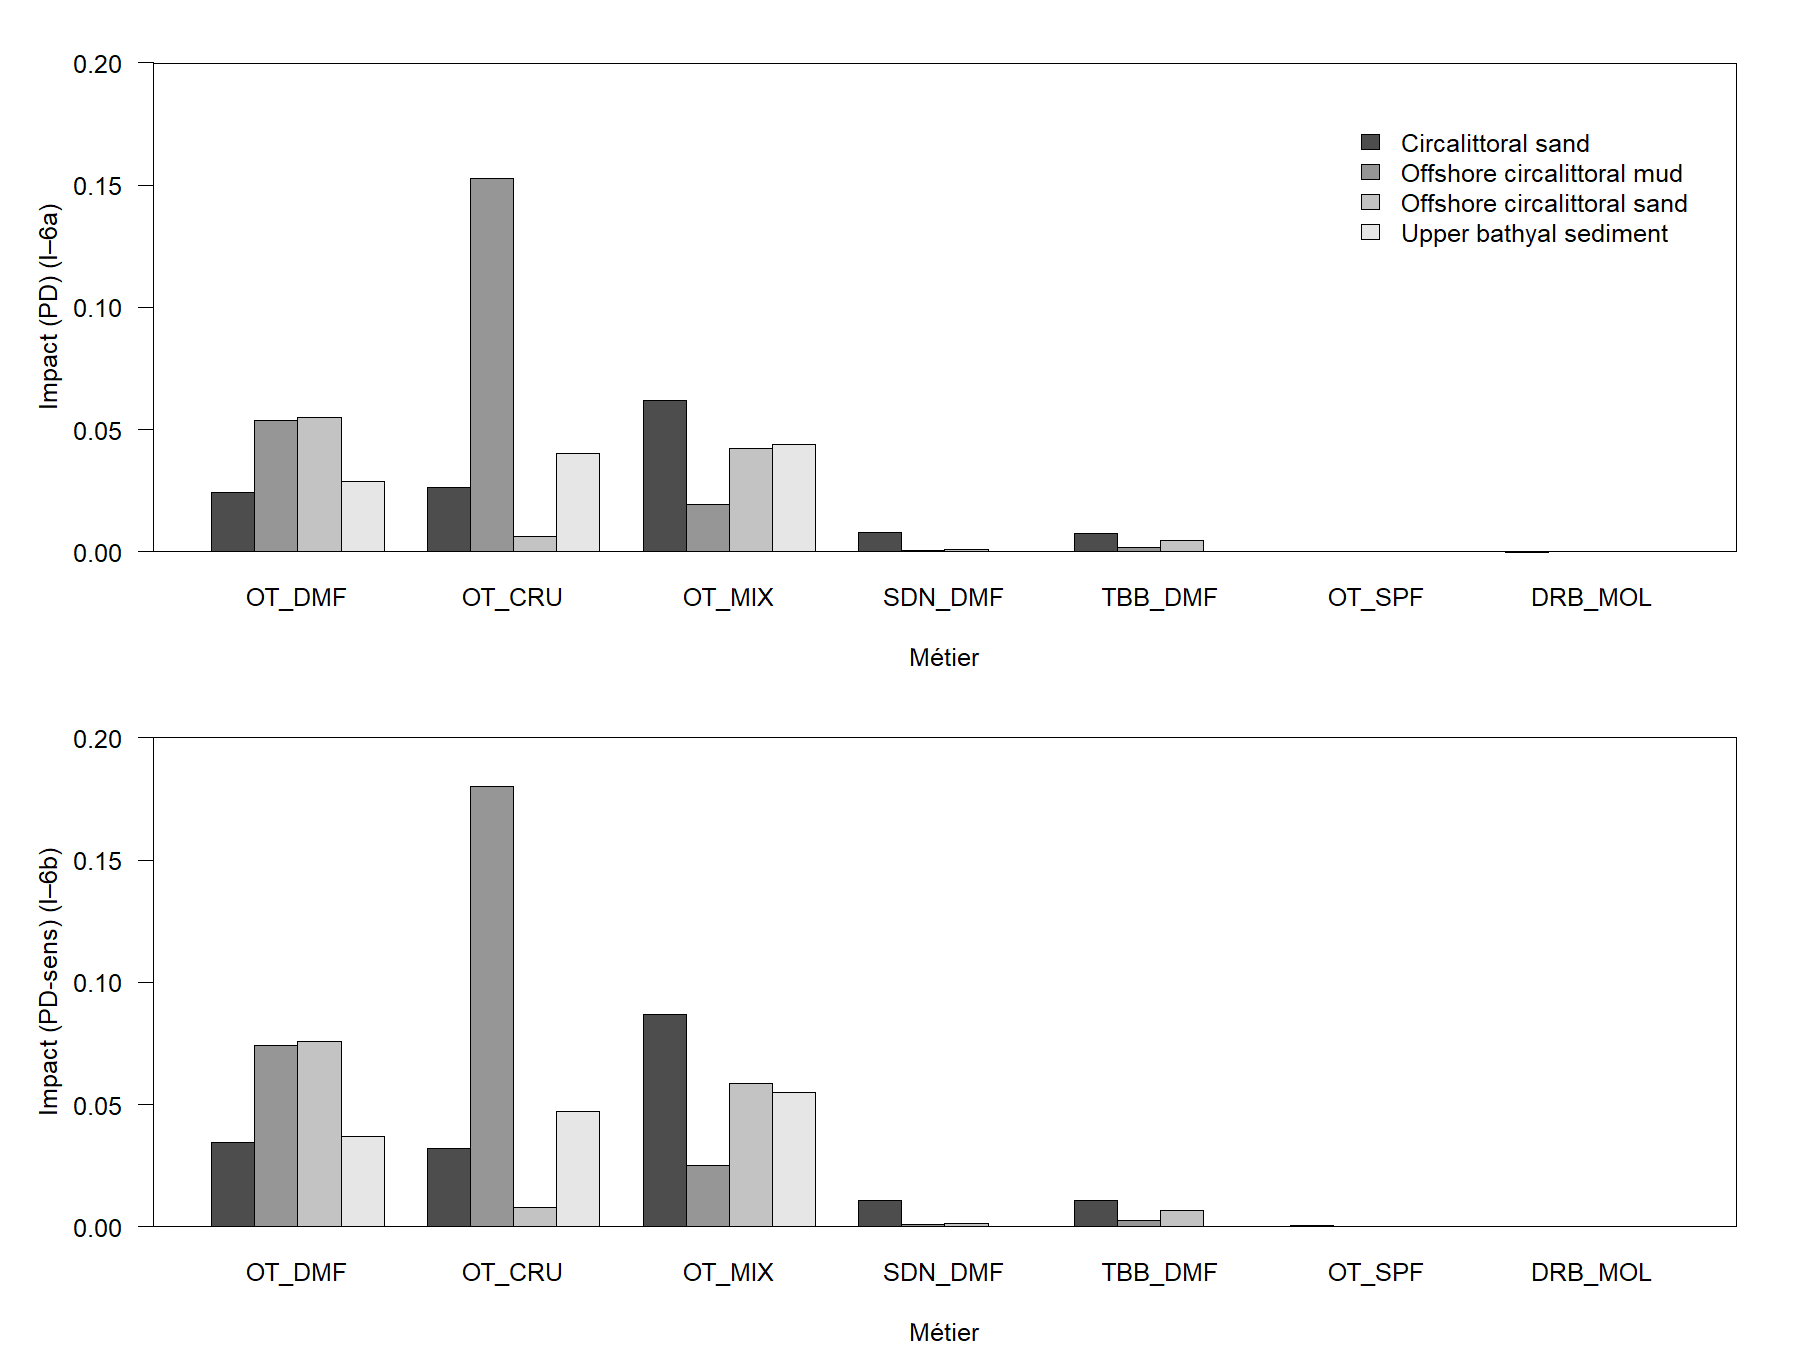 0.20
0.15
0.10
0.05
0.00
Impact (PD) (I–6a)
Circalittoral sand
Offshore circalittoral mud
Offshore circalittoral sand
Upper bathyal sediment
OT_DMF OT_CRU OT_MIX SDN_DMF TBB_DMF OT_SPF DRB_MOL
Métier
0.20
0.15
0.10
0.05
0.00
Impact (PD-sens) (I–6b)
OT_DMF OT_CRU OT_MIX SDN_DMF TBB_DMF OT_SPF DRB_MOL
Métier